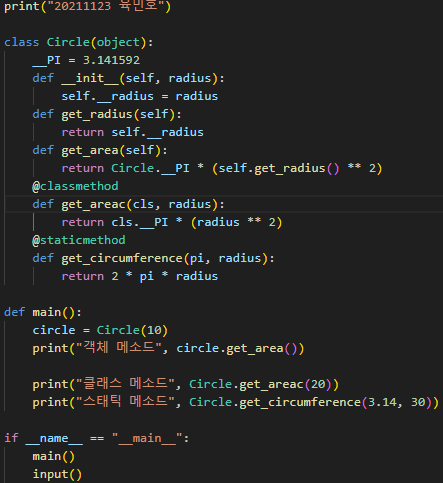 print("20211123 육민호")
class Circle(object):
    __PI = 3.141592
    def __init__(self, radius):
        self.__radius = radius
    def get_radius(self):
        return self.__radius
    def get_area(self):
        return Circle.__PI * (self.get_radius() ** 2)
    @classmethod
    def get_areac(cls, radius):
        return cls.__PI * (radius ** 2)
    @staticmethod
    def get_circumference(pi, radius):
        return 2 * pi * radius
def main():
    circle = Circle(10)
    print("객체 메소드", circle.get_area())
    print("클래스 메소드", Circle.get_areac(20))
    print("스태틱 메소드", Circle.get_circumference(3.14, 30))
if __name__ == "__main__":
    main()
    input()